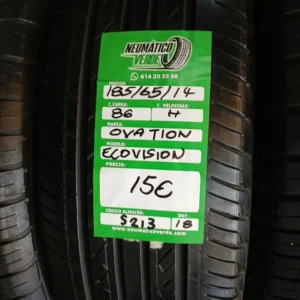 NEUMÁTICO
VERDE
614 20 35 88
MEDIDA
185/65/14
C. CARGA: C. VELOCIDAD:
86 H
MARCA:
OVATION
MODELO:
ECOVISION
PRECIO:
15€
CÓDIGO ALMACÉN: DOT:
S213 18
www.neumaticoverde.com